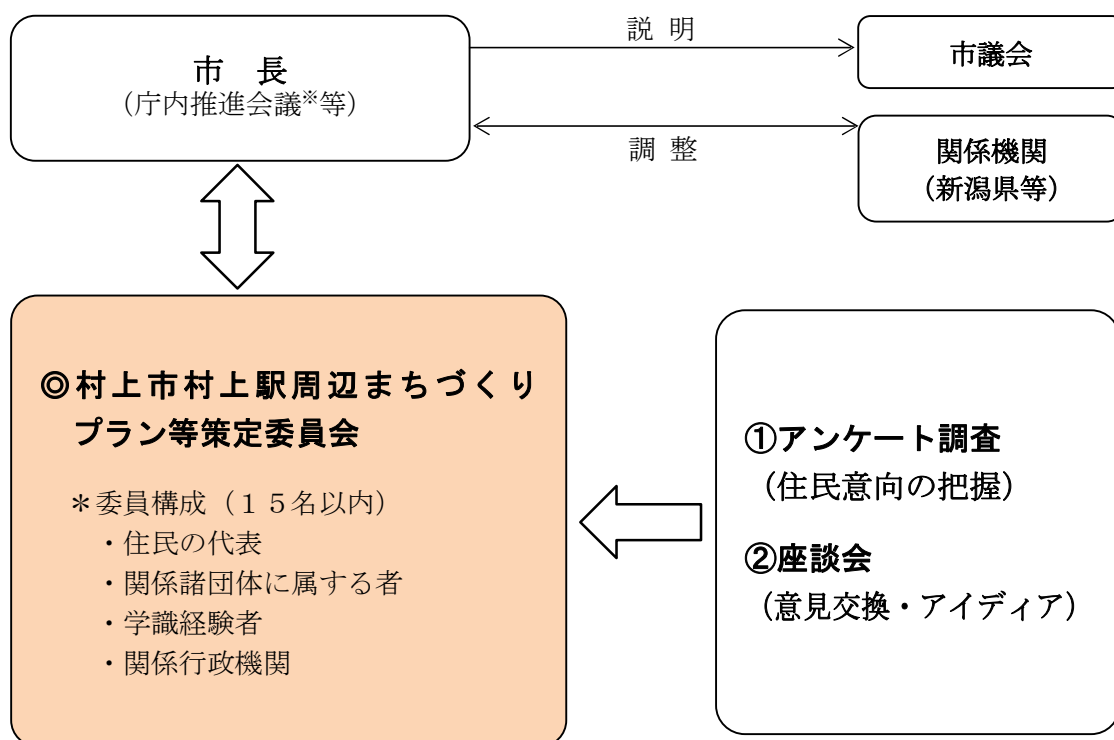 市 長
（庁内推進会議※等）
説 明
市議会
調 整
関係機関
（新潟県等）
◎村上市村上駅周辺まちづくり
プラン等策定委員会
＊委員構成（１５名以内）
・住民の代表
・関係諸団体に属する者
・学識経験者
・関係行政機関
①アンケート調査
（住民意向の把握）
②座談会
（意見交換・アイディア）